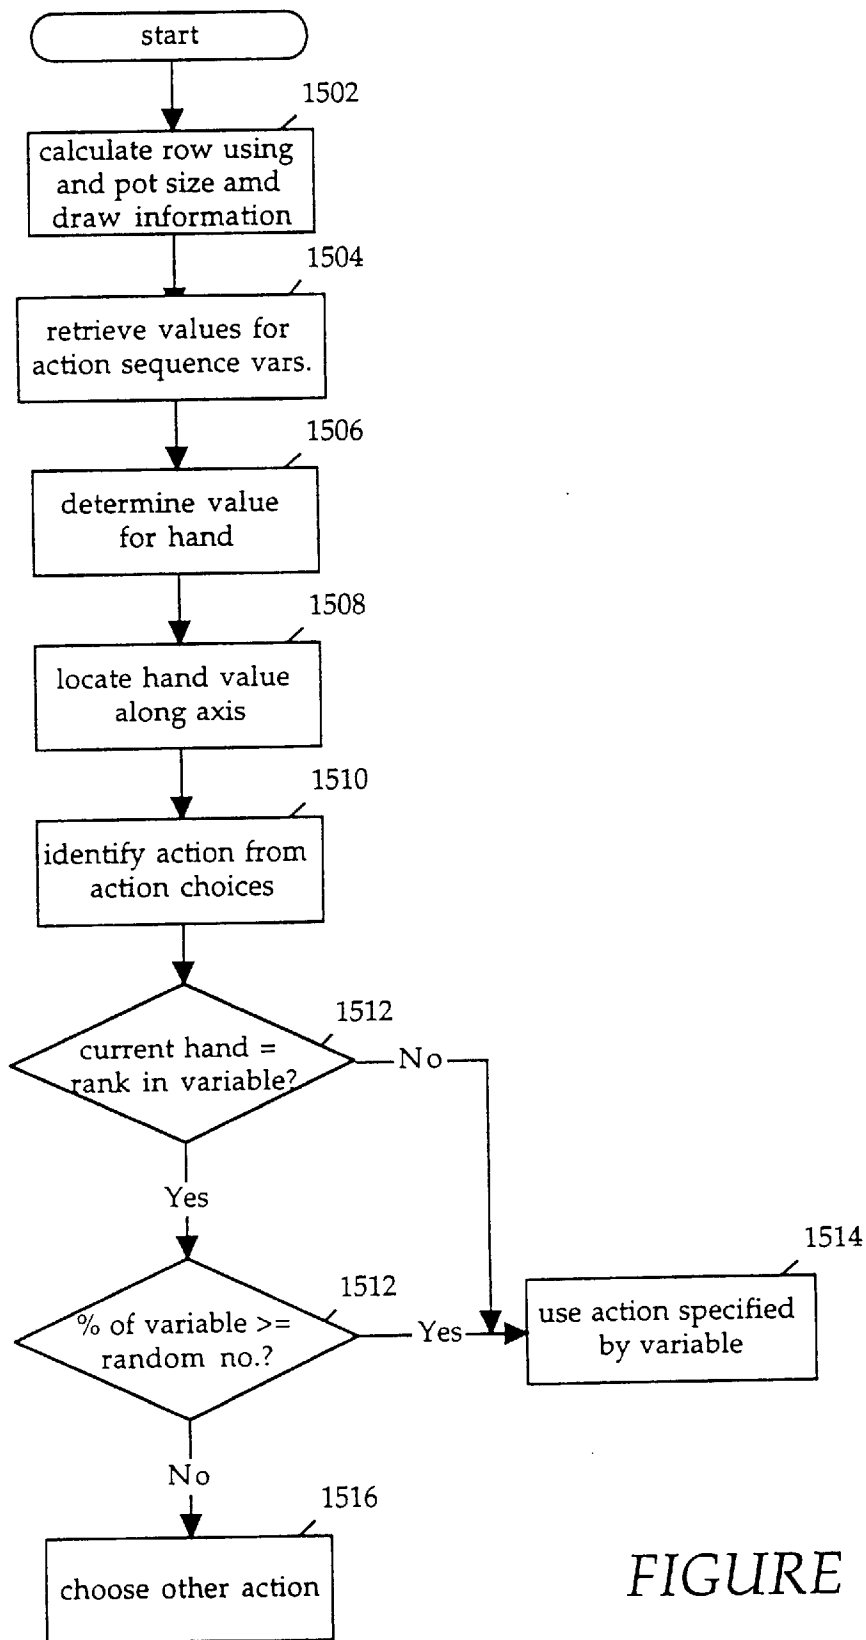 start
1502
calculate row using
and pot size amd
draw information
1504
retrieve values for
action sequence vars.
1506
determine value
for hand
1508
locate hand value
along axis
1510
identify action from
action choices
1512
current hand =
rank in variable?
No
Yes
1512
% of variable >=
random no.?
Yes
1514
use action specified
by variable
No
1516
choose other action
FIGURE